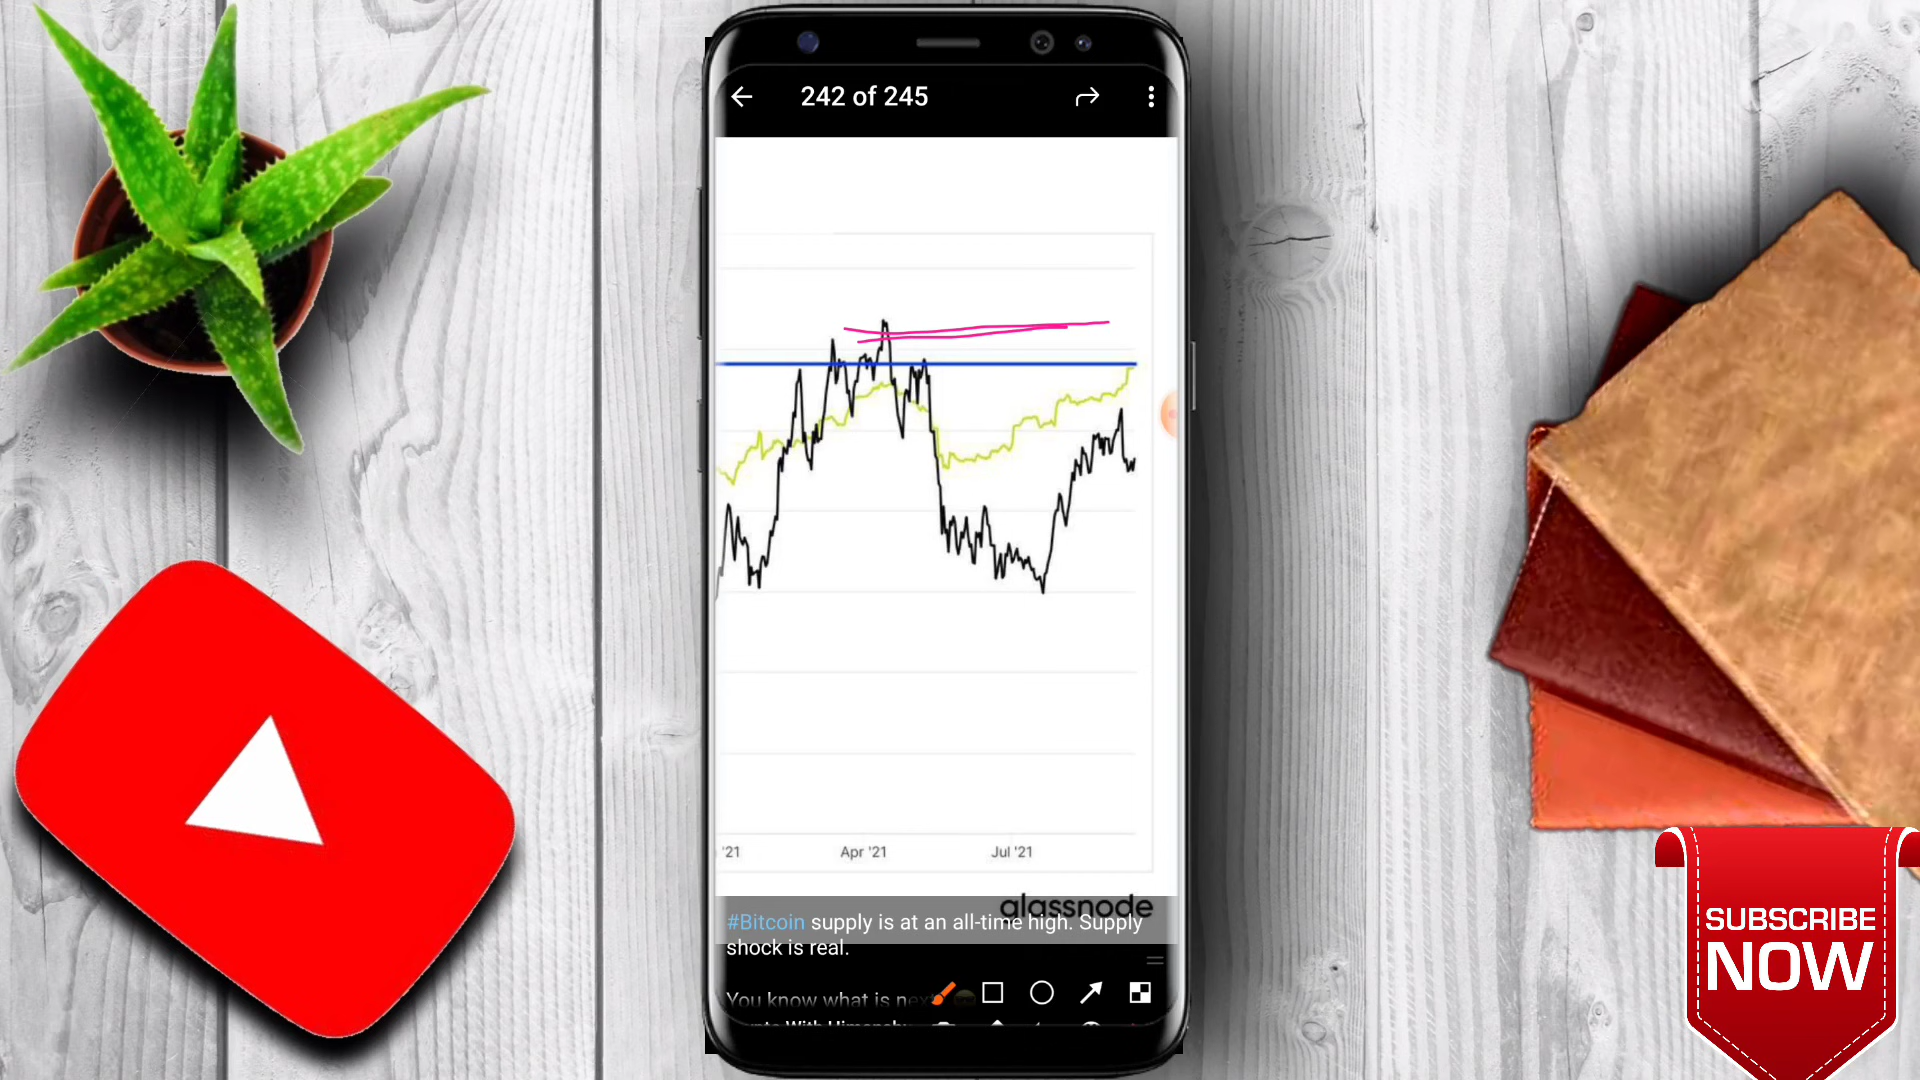 242 of 245
'21 Apr '21 Jul '21
glassnode
#Bitcoin supply is at an all-time high. Supply
shock is real.
You know what is next
SUBSCRIBE
NOW